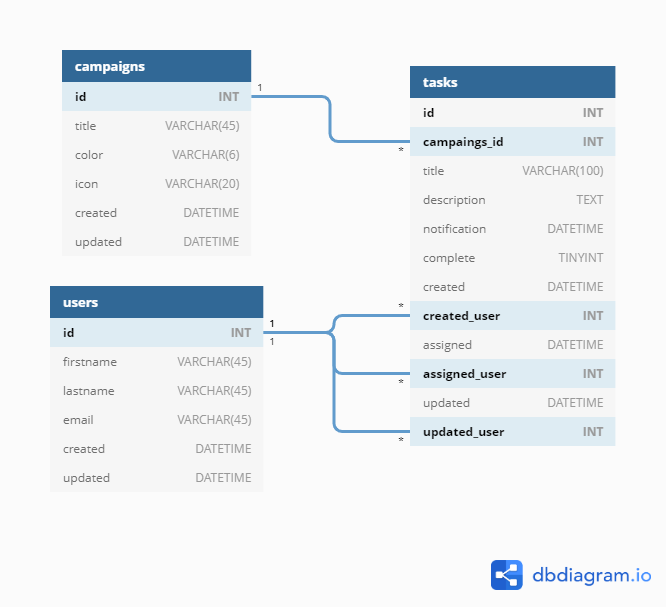 campaigns
id INT
title VARCHAR(45)
color VARCHAR(6)
icon VARCHAR(20)
created DATETIME
updated DATETIME
1
*
tasks
id INT
campaings_id INT
title VARCHAR(100)
description TEXT
notification DATETIME
complete TINYINT
created DATETIME
created_user INT
assigned DATETIME
assigned_user INT
updated DATETIME
updated_user INT
users
id INT
firstname VARCHAR(45)
lastname VARCHAR(45)
email VARCHAR(45)
created DATETIME
updated DATETIME
1
1
*
*
*
dbdiagram.io